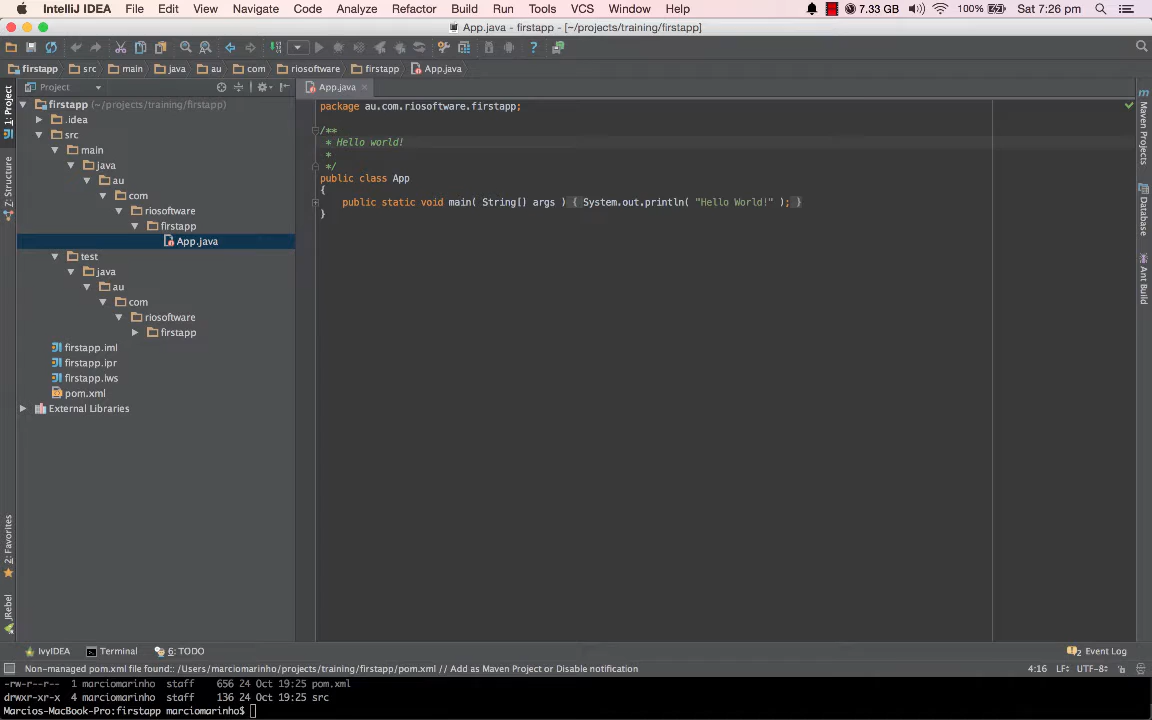 IntelliJ IDEA File Edit View Navigate Code Analyze Refactor Build Run Tools VCS Window Help 7.33 GB 100% Sat 7:26 pm
App.java - firstapp - [~/projects/training/firstapp]
firstapp src main java au com riosoftware firstapp App.java
Project
App.java
1: Project
Z: Structure
2: Favorites
JRebel
firstapp (~/projects/training/firstapp)
.idea
src
main
java
au
com
riosoftware
firstapp
App.java
test
java
au
com
riosoftware
firstapp
firstapp.iml
firstapp.ipr
firstapp.iws
pom.xml
External Libraries
package au.com.riosoftware.firstapp;
/**
* Hello world!
*
*/
public class App
{
public static void main( String[] args ) { System.out.println( "Hello World!" ); }
}
m
Maven Projects
Database
Ant Build
IvyIDEA Terminal 6: TODO 2 Event Log
Non-managed pom.xml file found:: /Users/marciomarinho/projects/training/firstapp/pom.xml // Add as Maven Project or Disable notification 4:16 LF÷ UTF-8÷
-rw-r--r-- 1 marciomarinho staff 656 24 Oct 19:25 pom.xml
drwxr-xr-x 4 marciomarinho staff 136 24 Oct 19:25 src
Marcios-MacBook-Pro:firstapp marciomarinho$